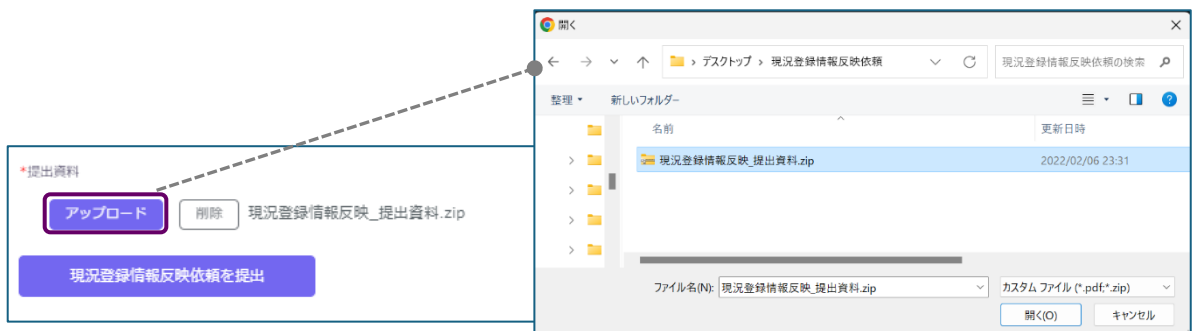 *提出資料
アップロード 削除 現況登録情報反映_提出資料.zip
現況登録情報反映依頼を提出
開く
デスクトップ › 現況登録情報反映依頼 現況登録情報反映依頼の検索
整理 新しいフォルダー
名前 更新日時
現況登録情報反映_提出資料.zip 2022/02/06 23:31
ファイル名(N): 現況登録情報反映_提出資料.zip カスタム ファイル (*.pdf;*.zip)
開く(O) キャンセル